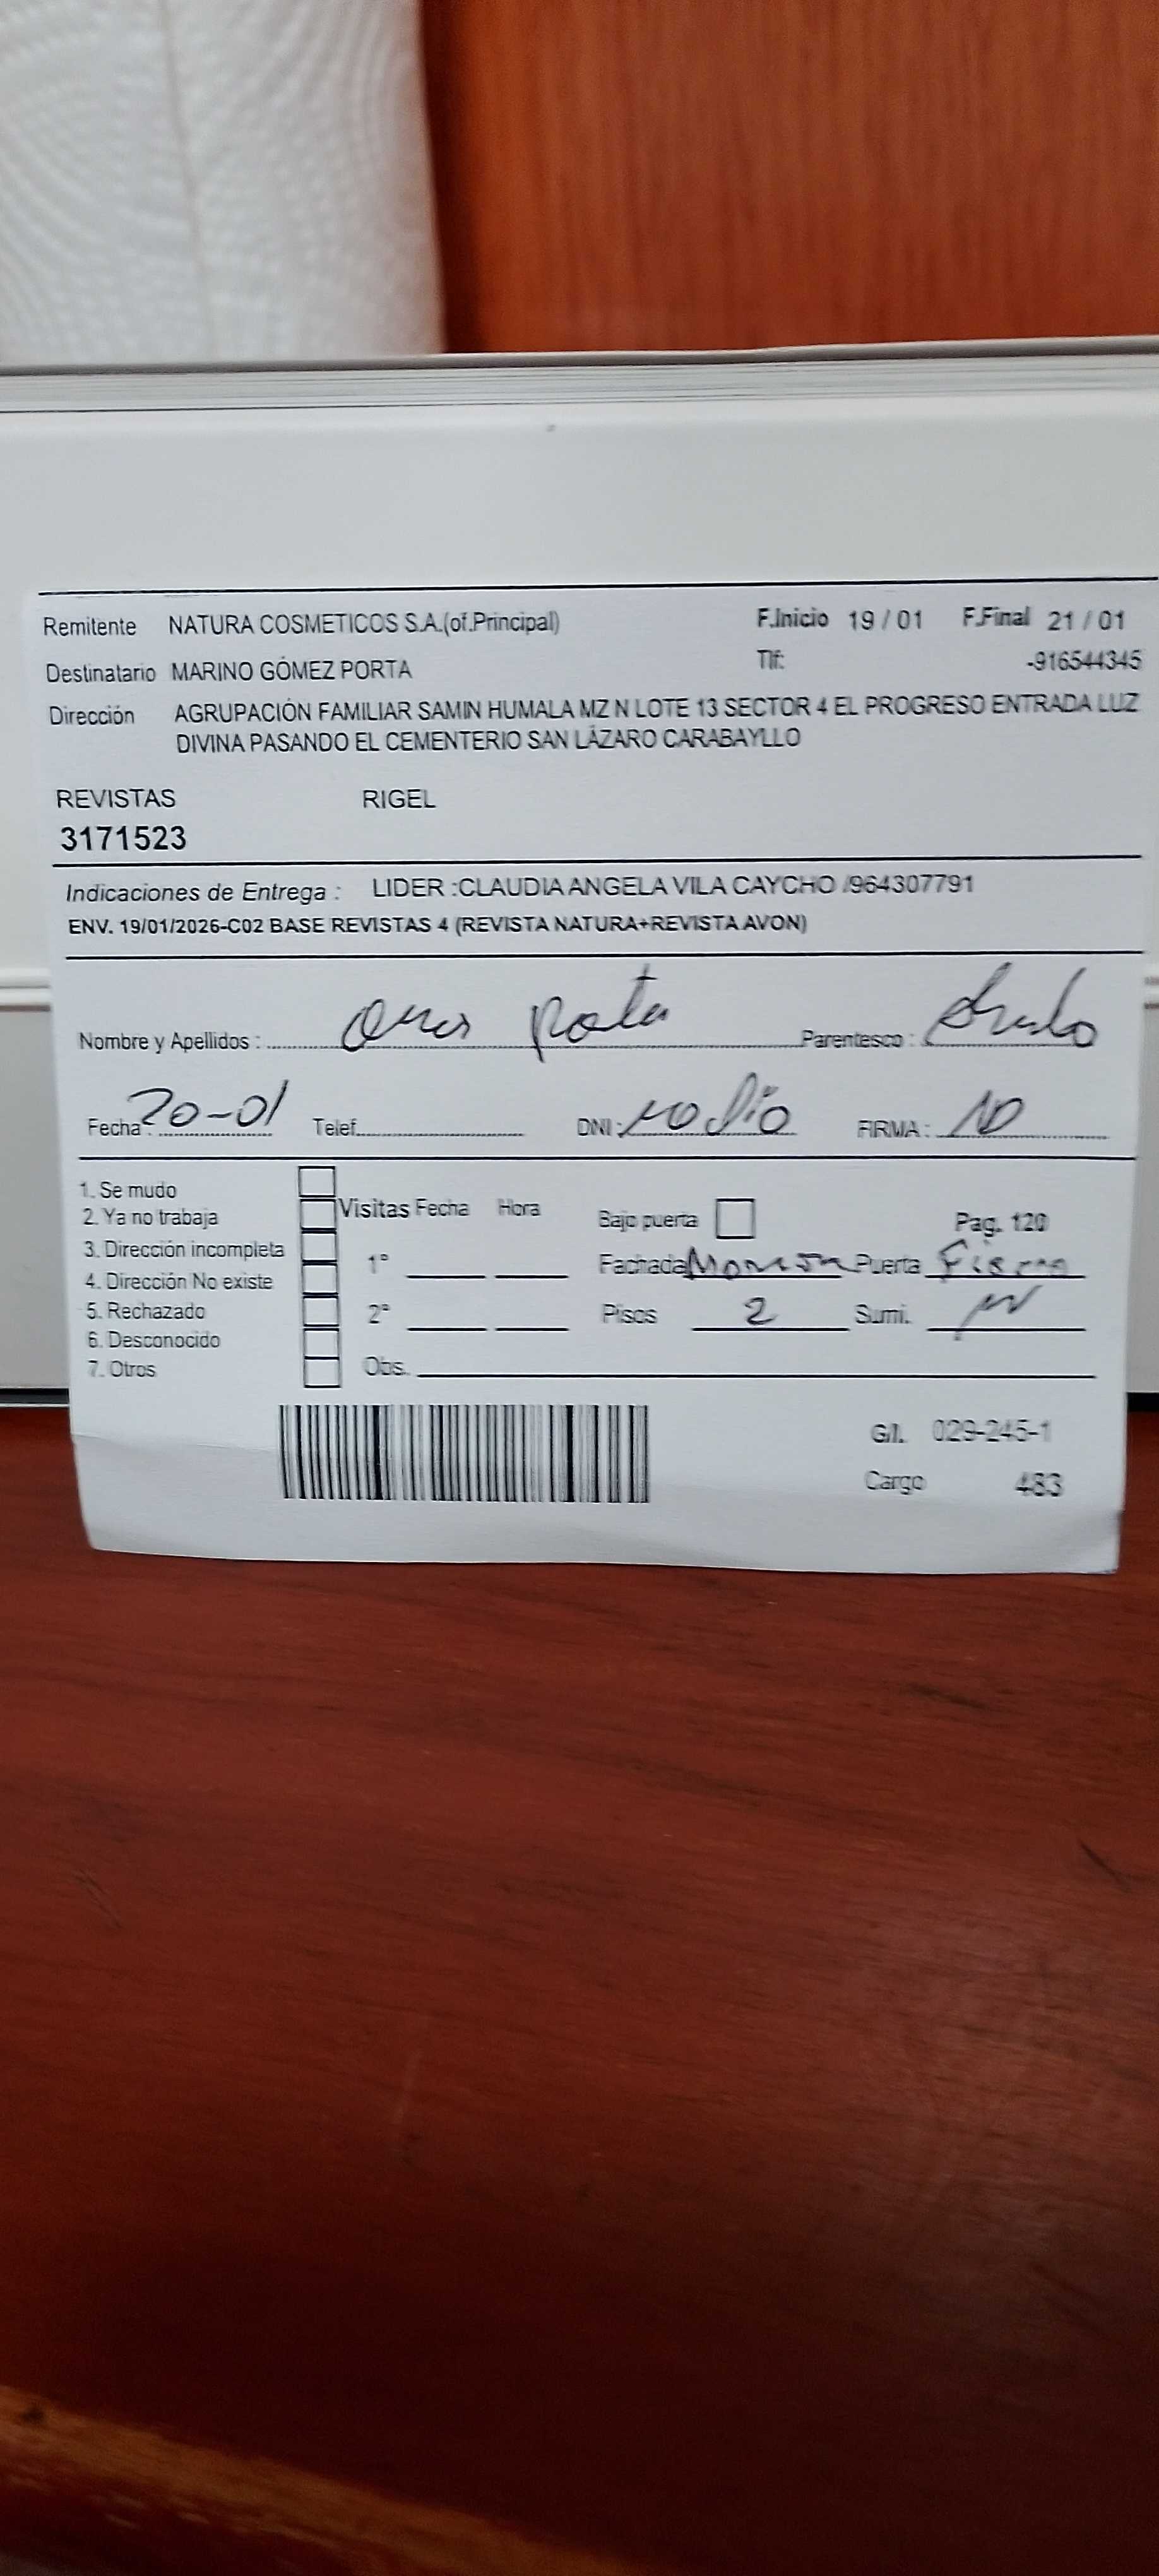 Remitente NATURA COSMETICOS S.A.(of.Principal) F.Inicio 19 / 01 F.Final 21 / 01
Destinatario MARINO GÓMEZ PORTA Tlf: -916544345
Dirección AGRUPACIÓN FAMILIAR SAMIN HUMALA MZ N LOTE 13 SECTOR 4 EL PROGRESO ENTRADA LUZ
DIVINA PASANDO EL CEMENTERIO SAN LÁZARO CARABAYLLO
REVISTAS RIGEL
3171523
Indicaciones de Entrega : LIDER :CLAUDIA ANGELA VILA CAYCHO /964307791
ENV. 19/01/2026-C02 BASE REVISTAS 4 (REVISTA NATURA+REVISTA AVON)
Nombre y Apellidos : Porta Parentesco :
Fecha : 20-01 Telef. DNI : no dio FIRMA :
1. Se mudo
2. Ya no trabaja Visitas Fecha Hora Bajo puerta Pag. 120
3. Dirección incompleta 1° Fachada Puerta Fierro
4. Dirección No existe
5. Rechazado 2° Pisos 2 Sumi.
6. Desconocido
7. Otros Obs.
G/I. 029-245-1
Cargo 483